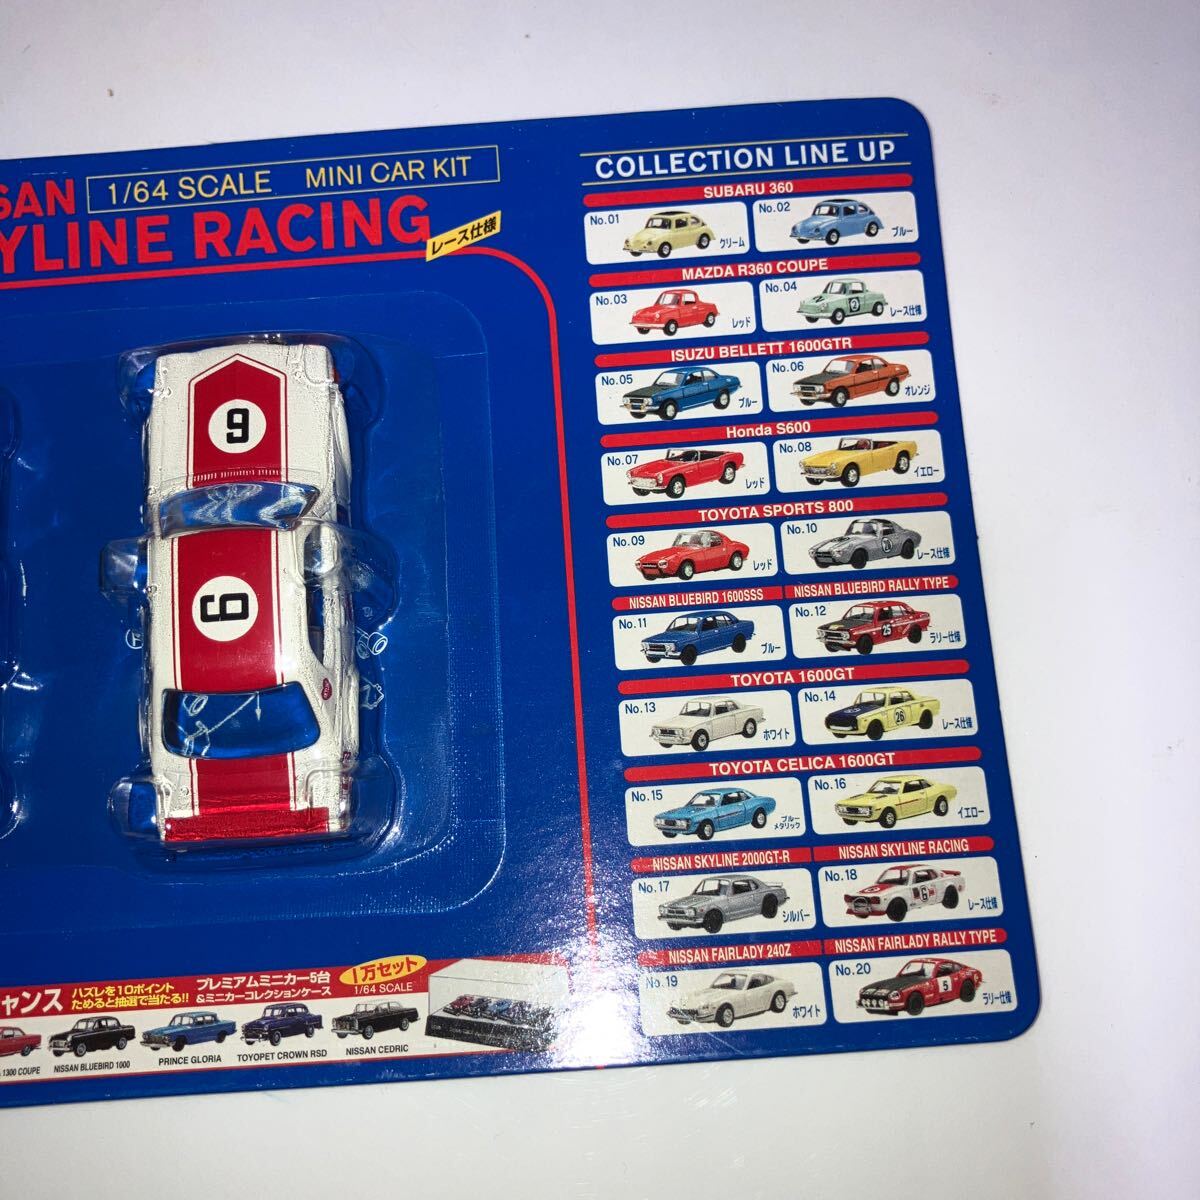 1/64 SCALE MINI CAR KIT
RACING
レース仕様
6
6
COLLECTION LINE UP
SUBARU 360
No.01
クリーム
No.02
ブルー
MAZDA R360 COUPE
No.03
レッド
No.04
2
レース仕様
ISUZU BELLETT 1600GTR
No.05
ブルー
No.06
オレンジ
Honda S600
No.07
レッド
No.08
イエロー
TOYOTA SPORTS 800
No.09
レッド
No.10
レース仕様
NISSAN BLUEBIRD 1600SSS
No.11
ブルー
NISSAN BLUEBIRD RALLY TYPE
No.12
25
ラリー仕様
TOYOTA 1600GT
No.13
ホワイト
No.14
26
レース仕様
TOYOTA CELICA 1600GT
No.15
ブルー
メタリック
No.16
イエロー
NISSAN SKYLINE 2000GT-R
No.17
シルバー
NISSAN SKYLINE RACING
No.18
6
レース仕様
NISSAN FAIRLADY 240Z
No.19
ホワイト
NISSAN FAIRLADY RALLY TYPE
No.20
5
ラリー仕様
ハズレを10ポイント
ためると抽選で当たる!!
プレミアムミニカー5台
&ミニカーコレクションケース
1万セット
1/64 SCALE
1300 COUPE
NISSAN BLUEBIRD 1000
PRINCE GLORIA
TOYOPET CROWN RSD
NISSAN CEDRIC